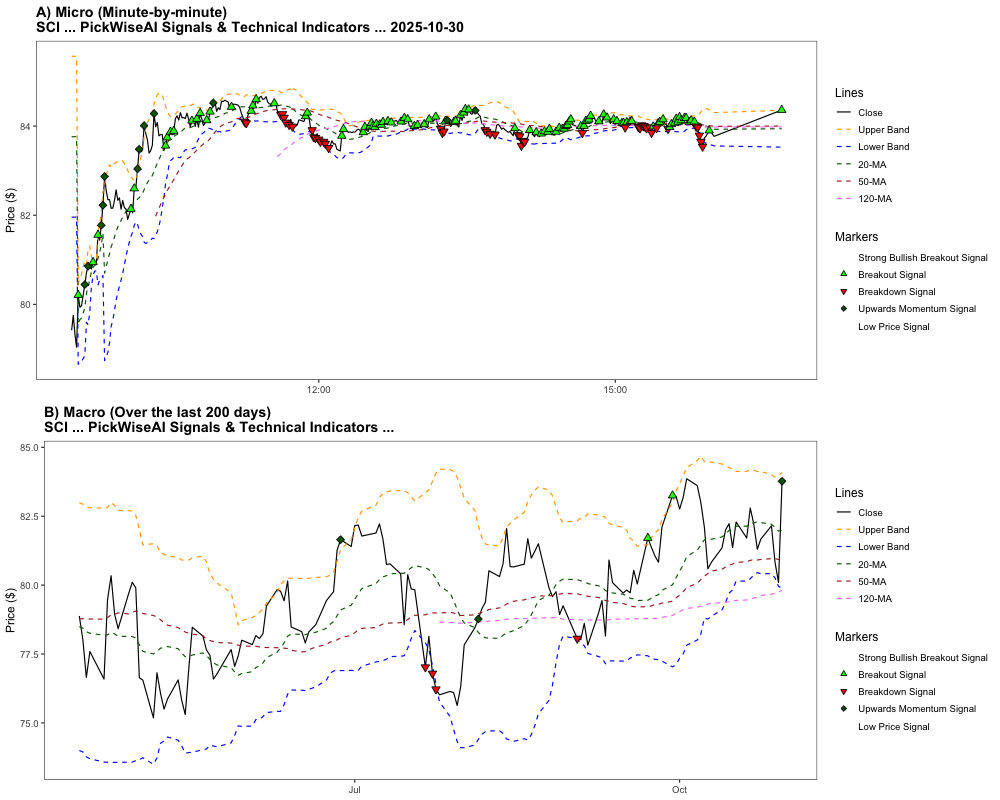 A) Micro (Minute-by-minute)
SCI ... PickWiseAI Signals & Technical Indicators ... 2025-10-30
84
82
80
Price ($)
12:00
15:00
Lines
Close
Upper Band
Lower Band
20-MA
50-MA
120-MA
Markers
Strong Bullish Breakout Signal
Breakout Signal
Breakdown Signal
Upwards Momentum Signal
Low Price Signal
B) Macro (Over the last 200 days)
SCI ... PickWiseAI Signals & Technical Indicators ...
85.0
82.5
80.0
77.5
75.0
Price ($)
Jul
Oct
Lines
Close
Upper Band
Lower Band
20-MA
50-MA
120-MA
Markers
Strong Bullish Breakout Signal
Breakout Signal
Breakdown Signal
Upwards Momentum Signal
Low Price Signal